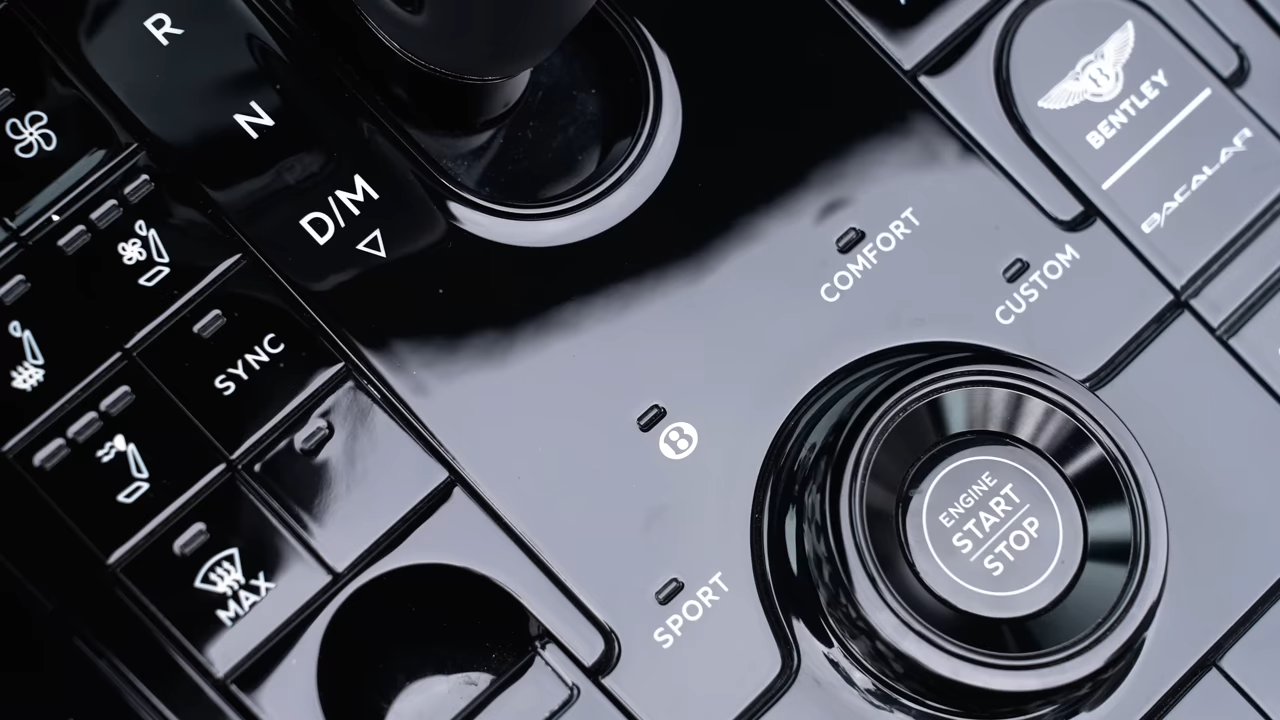 R
N
D/M
BENTLEY
BACALAR
COMFORT
CUSTOM
SYNC
B
MAX
SPORT
ENGINE
START
STOP